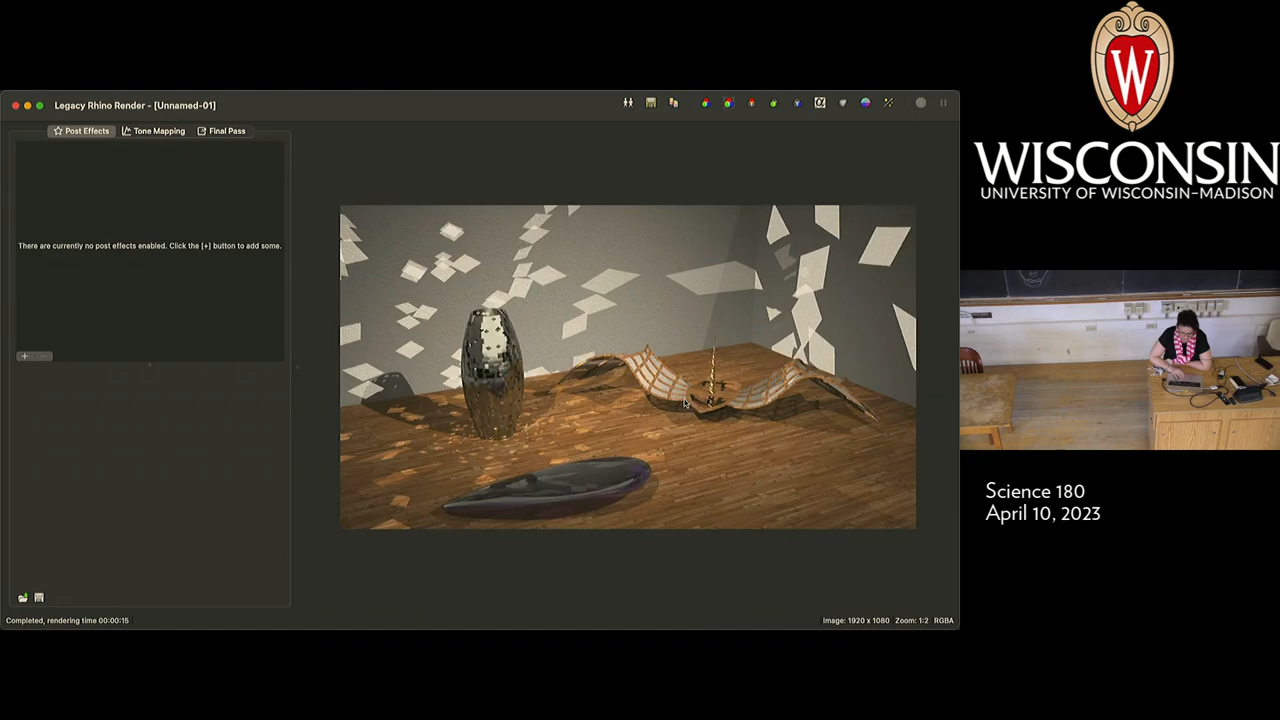 Legacy Rhino Render - [Unnamed-01]
Post Effects
Tone Mapping
Final Pass
There are currently no post effects enabled. Click the [+] button to add some.
Completed, rendering time 00:00:15
Image: 1920 x 1080 Zoom: 1:2 RGBA
W
WISCONSIN
UNIVERSITY OF WISCONSIN–MADISON
Science 180
April 10, 2023